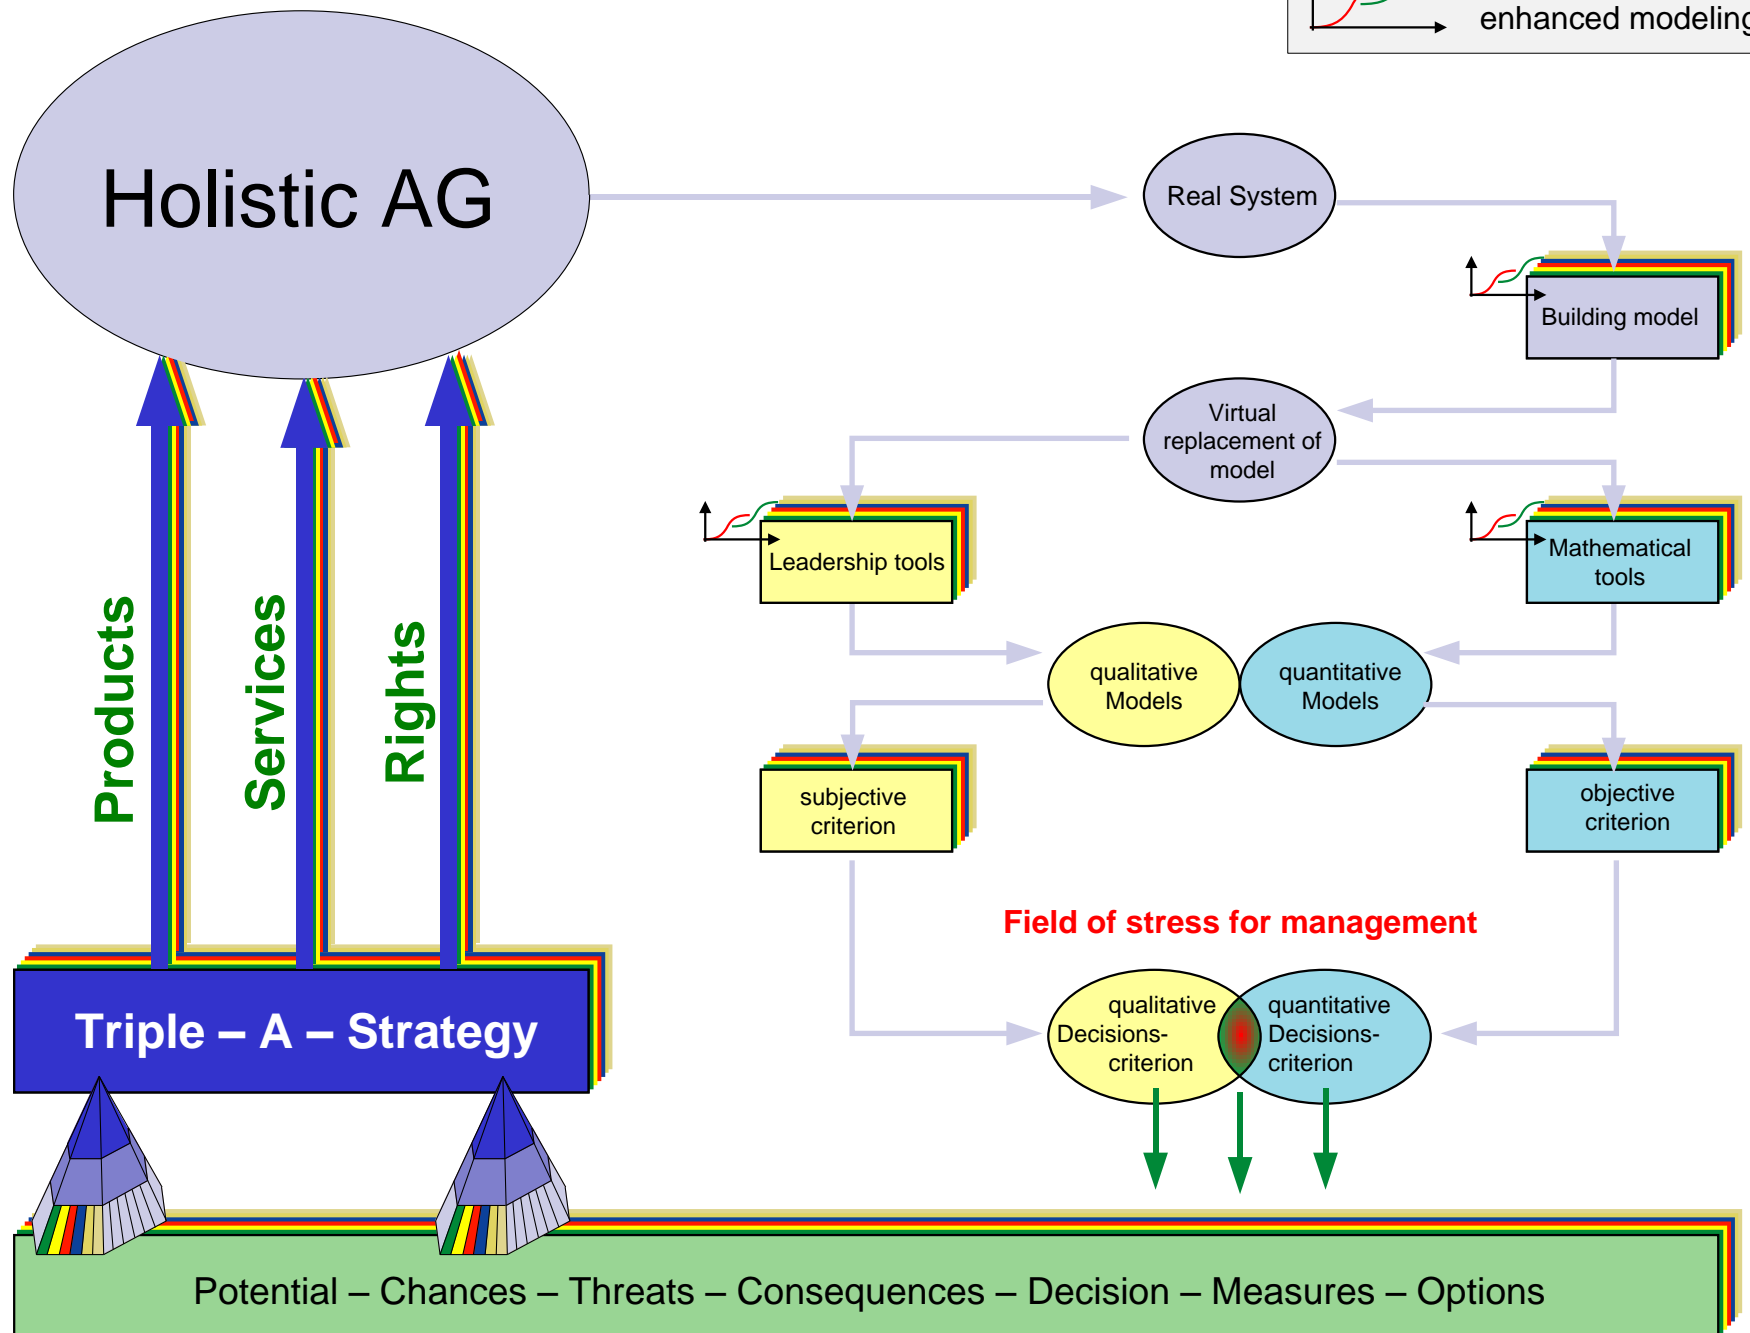 enhanced modeling
Holistic AG
Real System
Building model
Virtual
replacement of
model
Leadership tools
Mathematical
tools
Products
Services
Rights
qualitative
Models
quantitative
Models
subjective
criterion
objective
criterion
Field of stress for management
qualitative
Decisions-
criterion
quantitative
Decisions-
criterion
Triple – A – Strategy
Potential – Chances – Threats – Consequences – Decision – Measures – Options